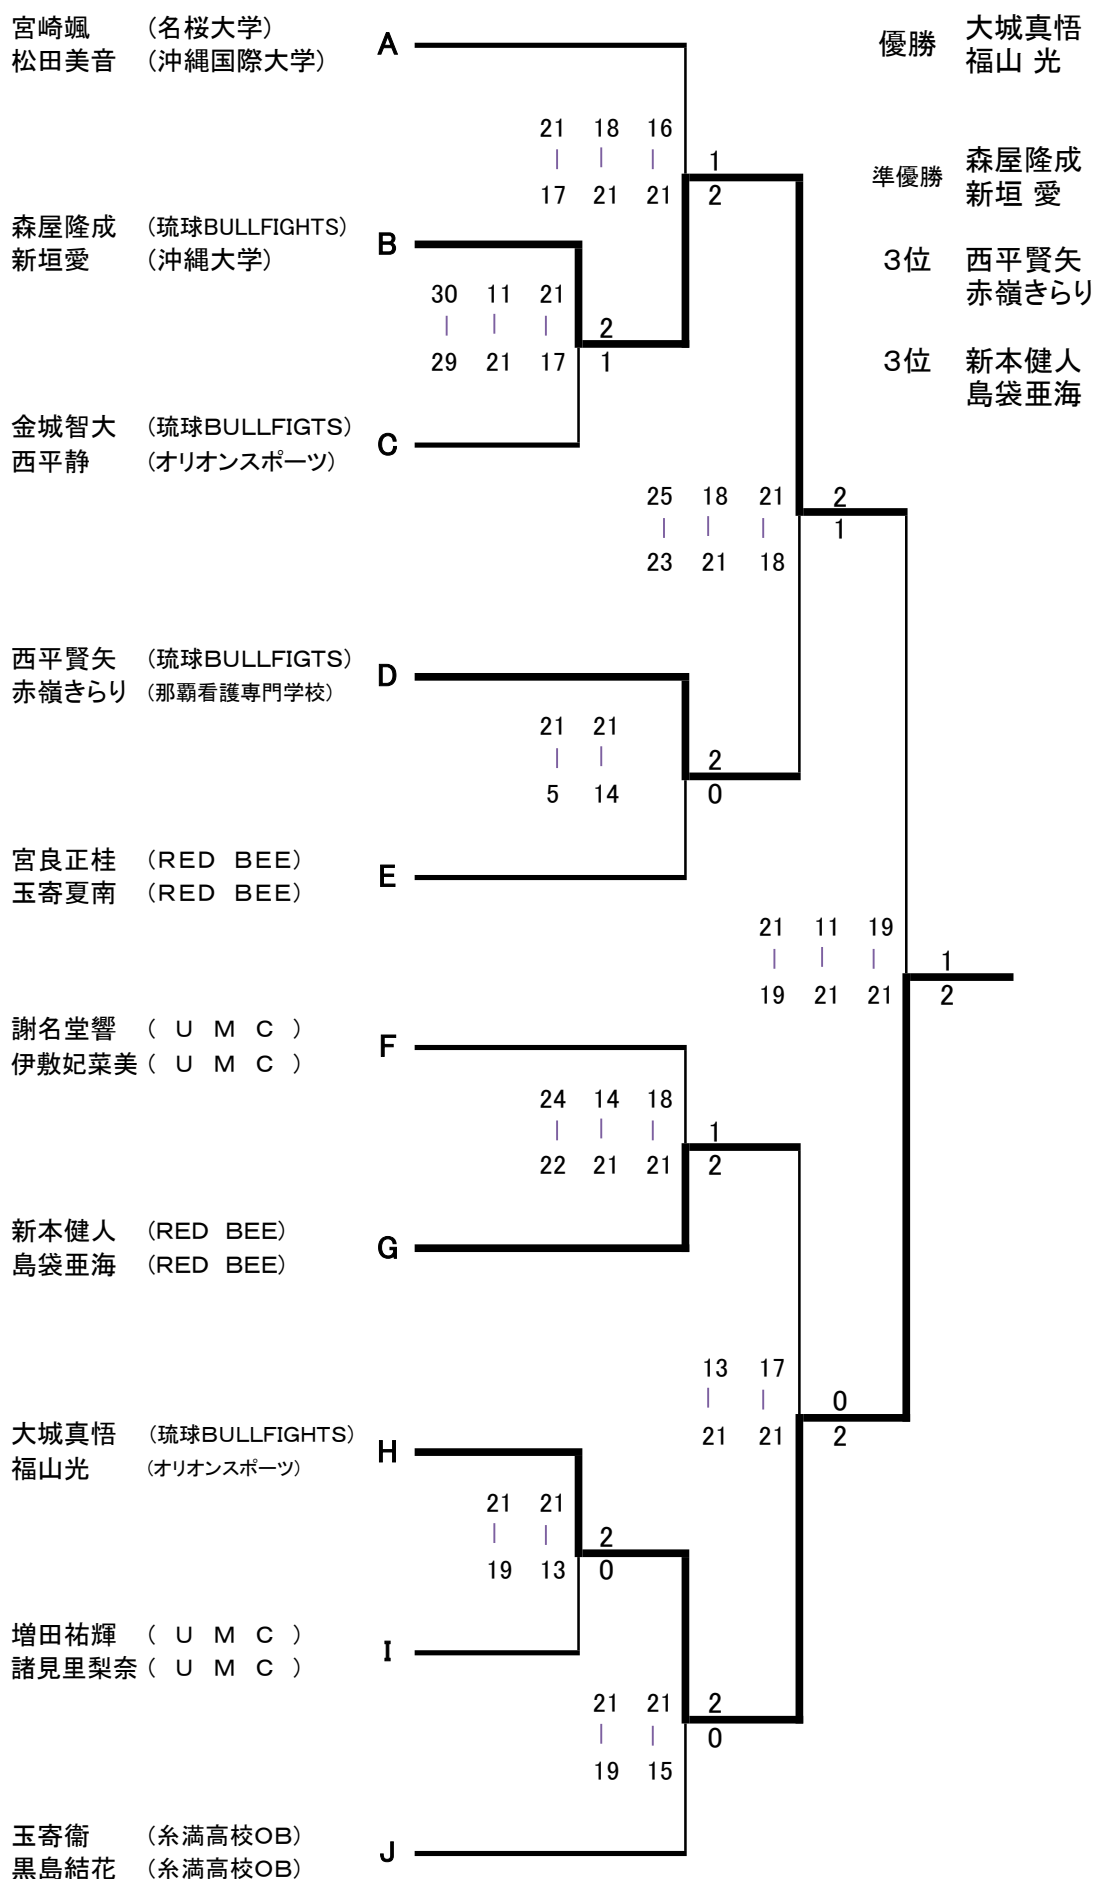 宮崎颯 （名桜大学） A 優勝 大城真悟
松田美音 （沖縄国際大学） 福山 光
21 18 16
| | | 1
17 21 21 2
準優勝 森屋隆成
新垣 愛
森屋隆成 （琉球BULLFIGHTS） B
新垣愛 （沖縄大学）
3位 西平賢矢
赤嶺きらり
30 11 21
| | | 2
29 21 17 1
3位 新本健人
島袋亜海
金城智大 （琉球BULLFIGTS） C
西平静 （オリオンスポーツ）
25 18 21 2
| | | 1
23 21 18
西平賢矢 （琉球BULLFIGTS） D
赤嶺きらり （那覇看護専門学校）
21 21
| | 2
5 14 0
宮良正桂 （RED BEE） E
玉寄夏南 （RED BEE）
21 11 19
| | | 1
19 21 21 2
謝名堂響 （ U M C ） F
伊敷妃菜美 （ U M C ）
24 14 18
| | | 1
22 21 21 2
新本健人 （RED BEE） G
島袋亜海 （RED BEE）
13 17
| | 0
21 21 2
大城真悟 （琉球BULLFIGHTS） H
福山光 （オリオンスポーツ）
21 21
| | 2
19 13 0
増田祐輝 （ U M C ） I
諸見里梨奈 （ U M C ）
21 21 2
| | 0
19 15
玉寄衞 （糸満高校OB） J
黒島結花 （糸満高校OB）